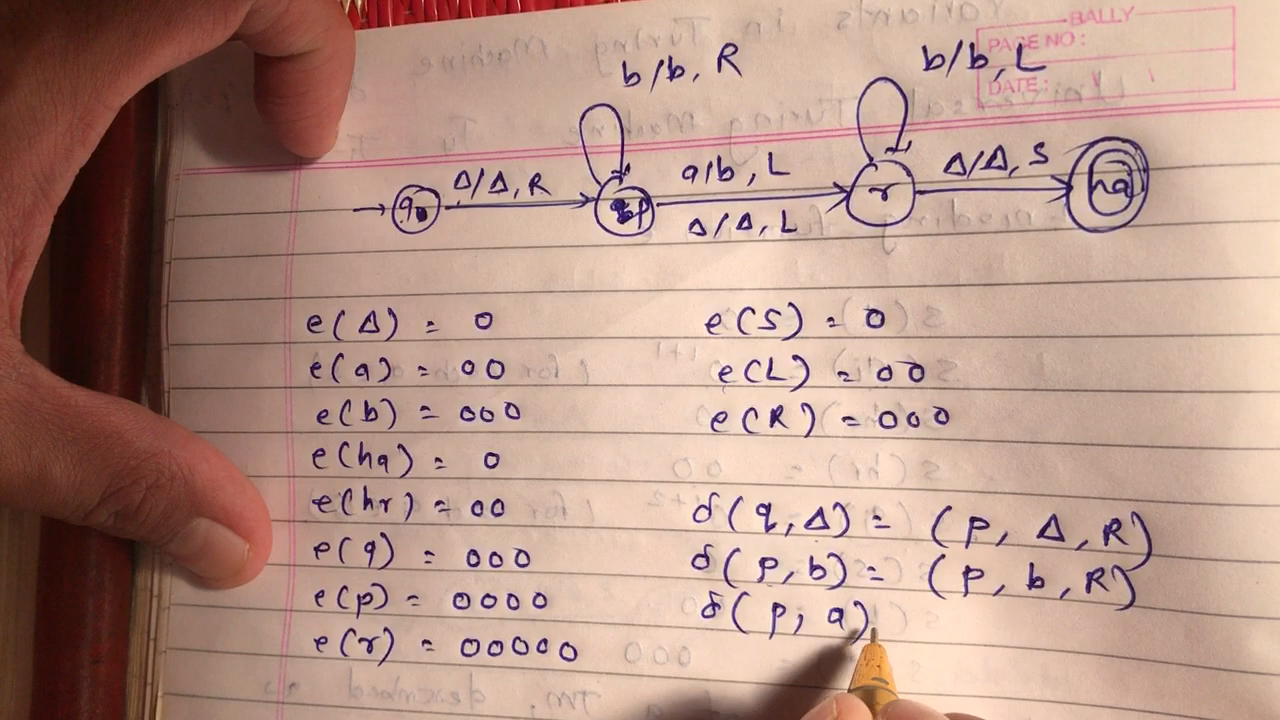 BALLY
PAGE NO :
DATE :
b/b, R
b/b, L
Δ/Δ, R
a/b, L
Δ/Δ, S
q p r ha
Δ/Δ, L
e(Δ) = 0 e(S) = 0
e(a) = 00 e(L) = 00
e(b) = 000 e(R) = 000
e(ha) = 0
e(hr) = 00 δ(q, Δ) = (p, Δ, R)
e(q) = 000 δ(p, b) = (p, b, R)
e(p) = 0000 δ(p, a)
e(r) = 00000